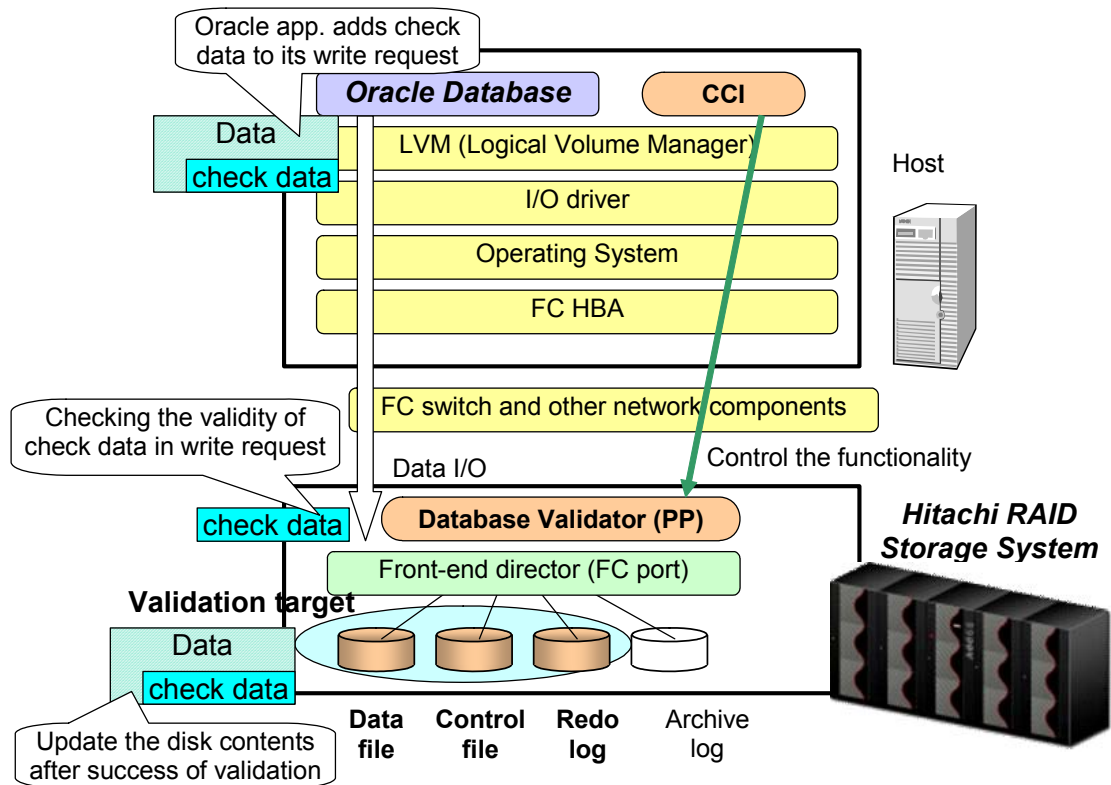 Oracle app. adds check
data to its write request
Oracle Database
CCI
Data
check data
LVM (Logical Volume Manager)
I/O driver
Operating System
FC HBA
Host
FC switch and other network components
Checking the validity of
check data in write request
Data I/O
Control the functionality
check data
Database Validator (PP)
Hitachi RAID
Storage System
Front-end director (FC port)
Validation target
Data
check data
Data
file
Control
file
Redo
log
Archive
log
Update the disk contents
after success of validation